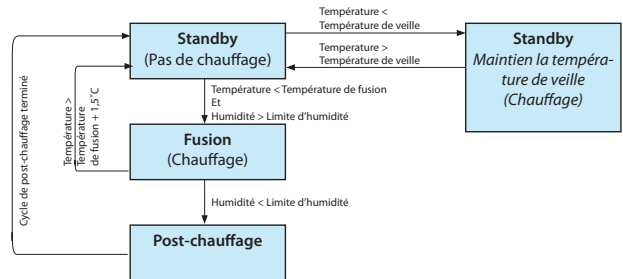 Standby
(Pas de chauffage)
Température <
Température de veille
Temperature >
Température de veille
Standby
Maintien la tempéra-
ture de veille
(Chauffage)
Température < Température de fusion
Et
Humidité > Limite d'humidité
Fusion
(Chauffage)
Température >
Température
de fusion + 1,5˚C
Cycle de post-chauffage terminé
Humidité < Limite d'humidité
Post-chauffage